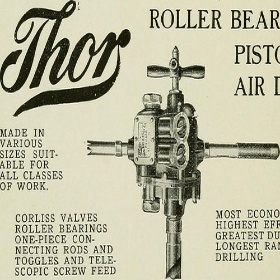 Thor
ROLLER BEAR
PISTO
AIR D
MADE IN
VARIOUS
SIZES SUIT-
ABLE FOR
ALL CLASSES
OF WORK.
CORLISS VALVES
ROLLER BEARINGS
ONE-PIECE CON-
NECTING RODS AND
TOGGLES AND TELE-
SCOPIC SCREW FEED
MOST ECONO
HIGHEST EFF
GREATEST DU
LONGEST RAN
DRILLING